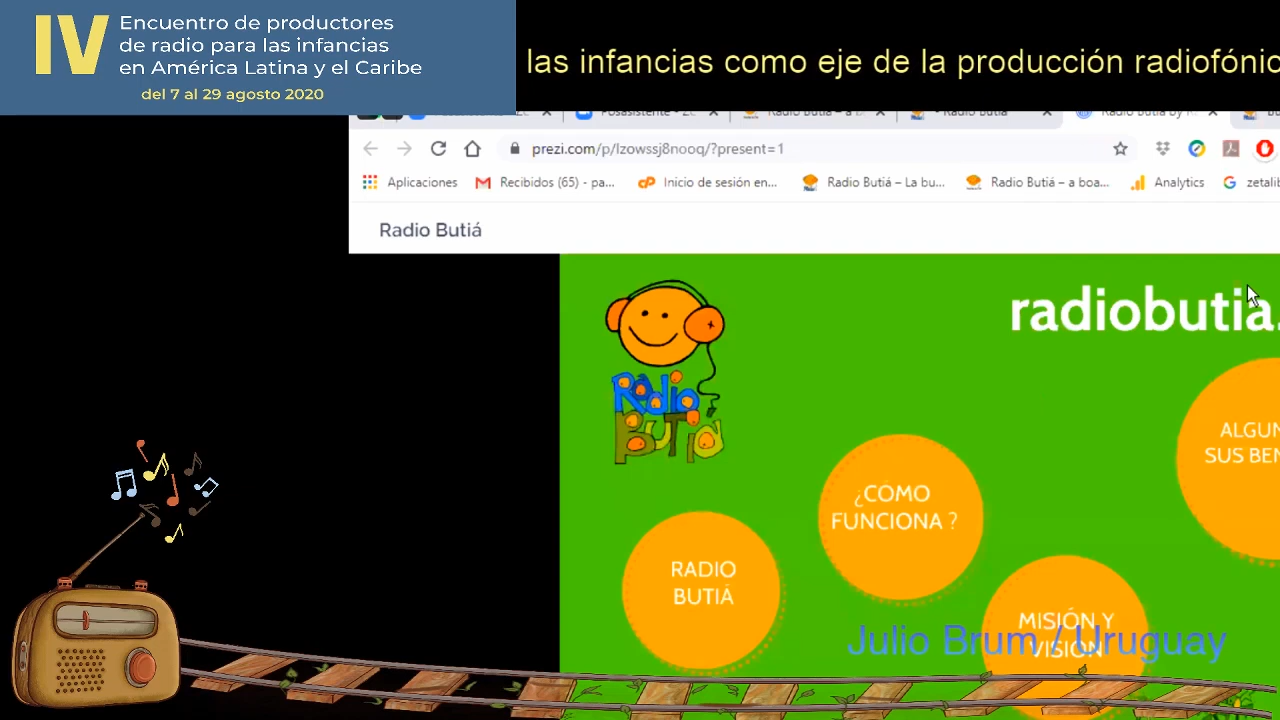 IV
Encuentro de productores
de radio para las infancias
en América Latina y el Caribe
del 7 al 29 agosto 2020
las infancias como eje de la producción radiofónic
prezi.com/p/lzowssj8nooq/?present=1
Aplicaciones
Recibidos (65) - pa...
Inicio de sesión en...
Radio Butiá – La bu...
Radio Butiá – a boa...
Analytics
zetalib
Radio Butiá
radiobutia.
Radio
BuTiá
ALGUN
SUS BEN
¿COMO
FUNCIONA ?
RADIO
BUTIÁ
MISIÓN Y
VISIÓN
Julio Brum / Uruguay